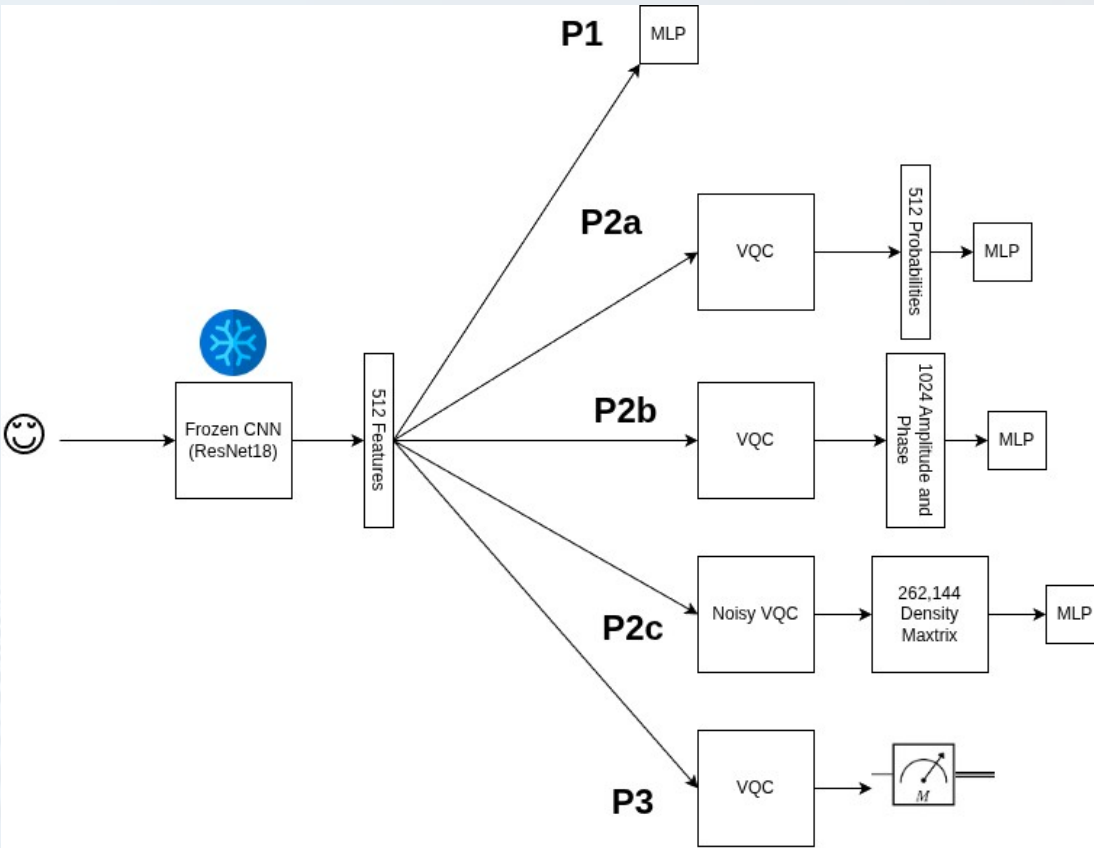 P1
MLP
P2a
VQC
512 Probabilities
MLP
Frozen CNN
(ResNet18)
512 Features
P2b
VQC
1024 Amplitude and
Phase
MLP
P2c
Noisy VQC
262,144
Density
Maxtrix
MLP
P3
VQC
M